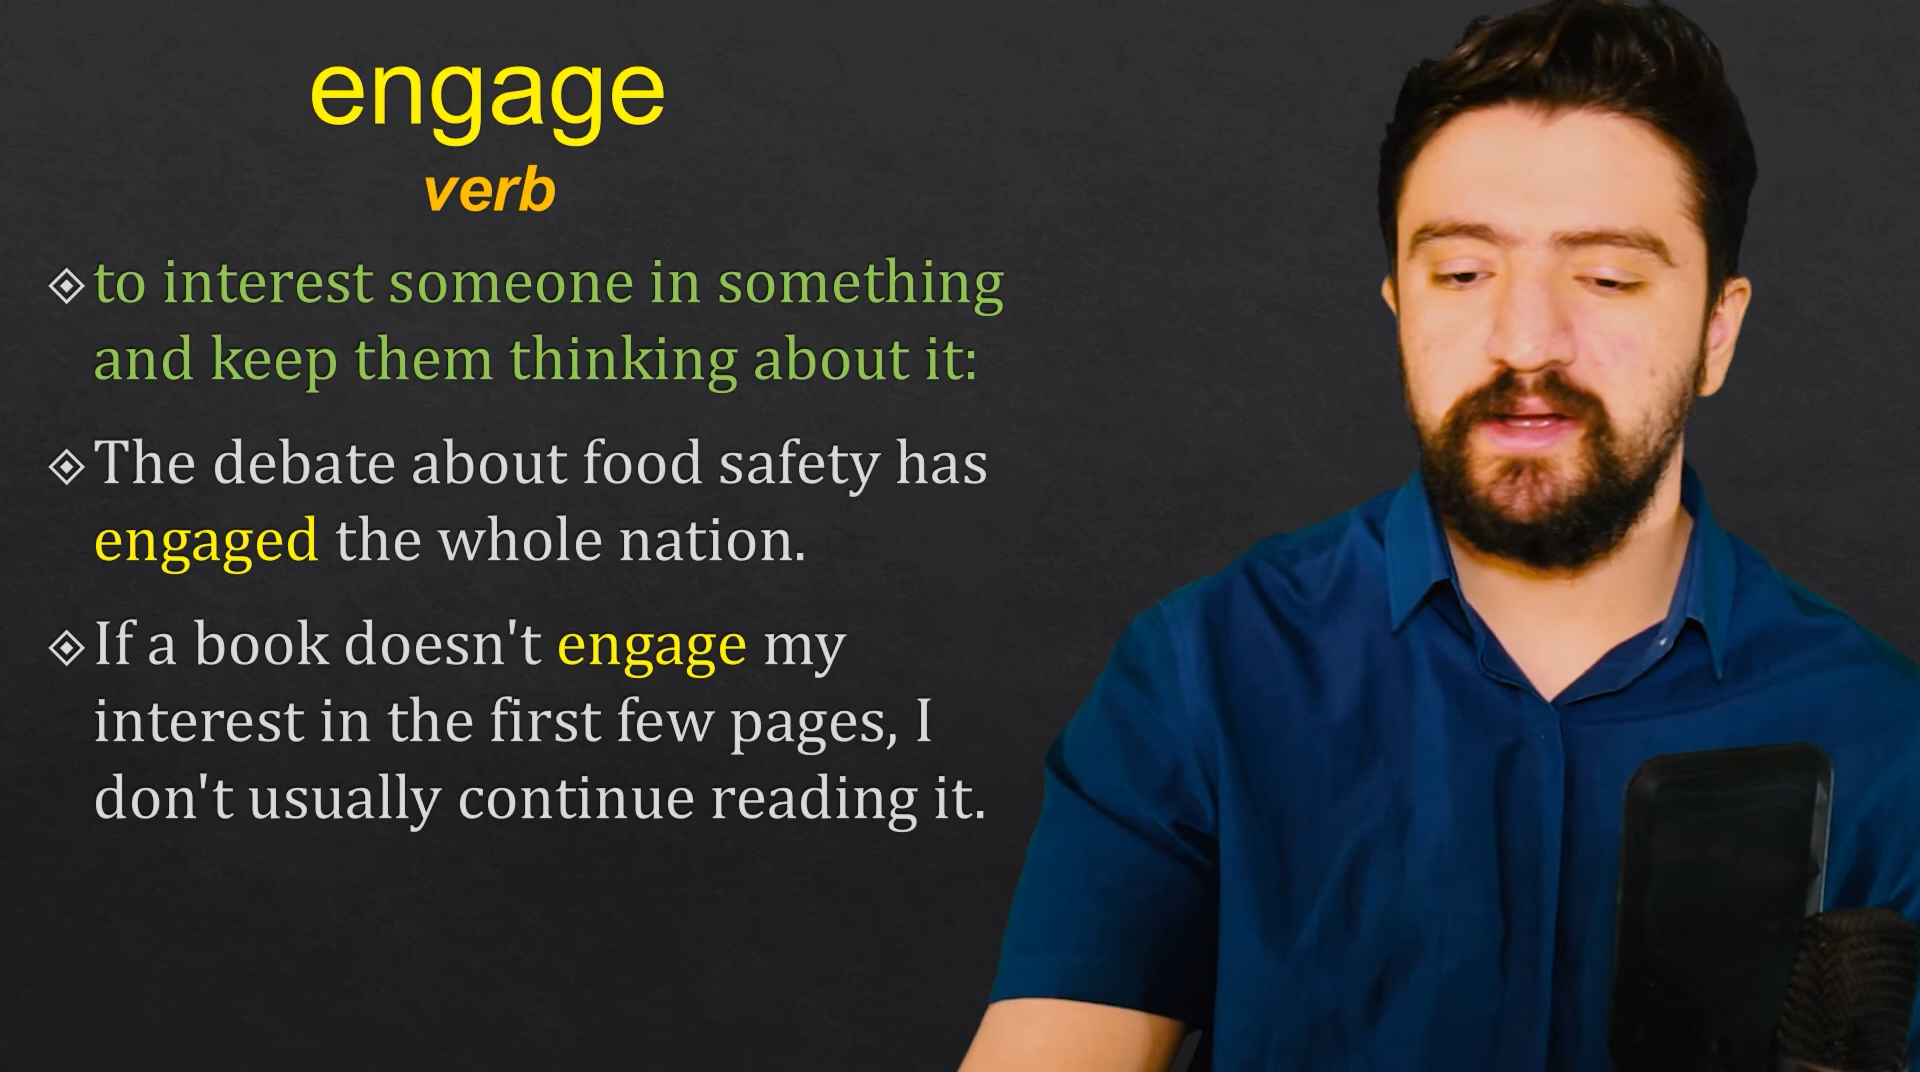 engage
verb
to interest someone in something
and keep them thinking about it:
The debate about food safety has
engaged the whole nation.
If a book doesn't engage my
interest in the first few pages, I
don't usually continue reading it.